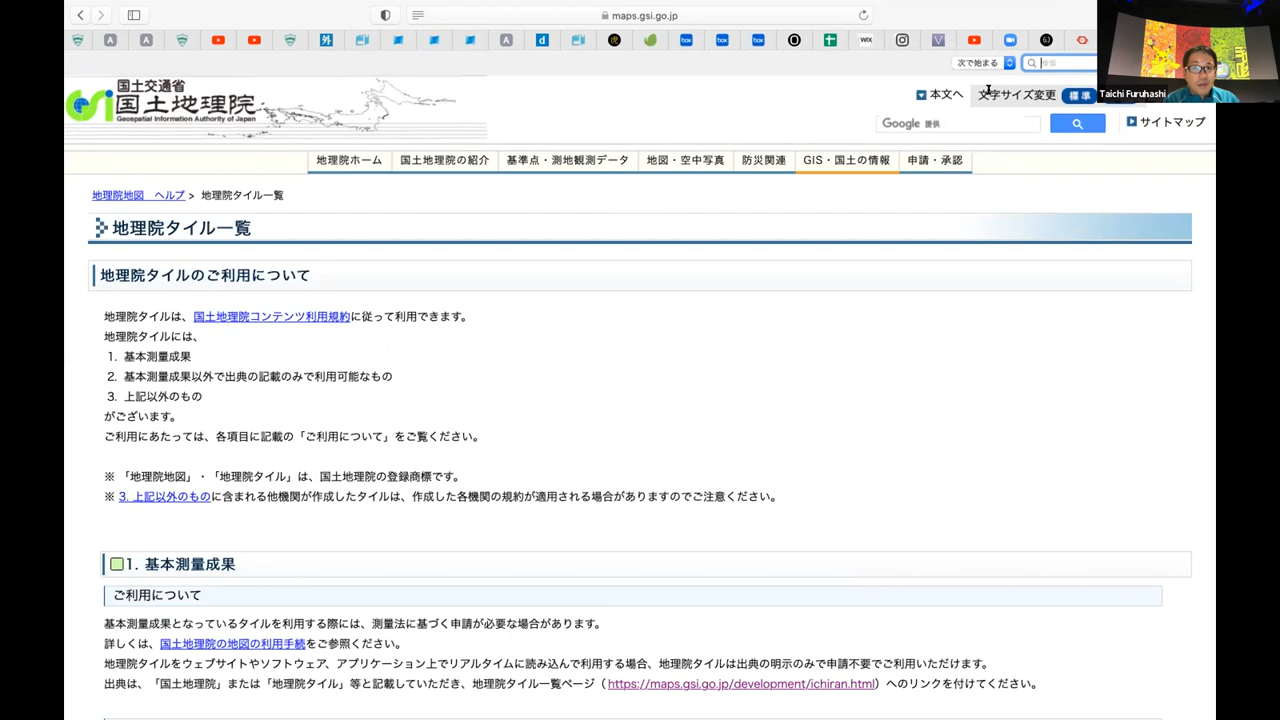 maps.gsi.go.jp
次で始まる
検索
Taichi Furuhashi
国土交通省
国土地理院
Geospatial Information Authority of Japan
本文へ
文字サイズ変更
標準
Google 提供
サイトマップ
地理院ホーム 国土地理院の紹介 基準点・測地観測データ 地図・空中写真 防災関連 GIS・国土の情報 申請・承認
地理院地図 ヘルプ > 地理院タイル一覧
地理院タイル一覧
地理院タイルのご利用について
地理院タイルは、国土地理院コンテンツ利用規約に従って利用できます。
地理院タイルには、
1. 基本測量成果
2. 基本測量成果以外で出典の記載のみで利用可能なもの
3. 上記以外のもの
がございます。
ご利用にあたっては、各項目に記載の「ご利用について」をご覧ください。
※ 「地理院地図」・「地理院タイル」は、国土地理院の登録商標です。
※ 3. 上記以外のものに含まれる他機関が作成したタイルは、作成した各機関の規約が適用される場合がありますのでご注意ください。
1. 基本測量成果
ご利用について
基本測量成果となっているタイルを利用する際には、測量法に基づく申請が必要な場合があります。
詳しくは、国土地理院の地図の利用手続をご参照ください。
地理院タイルをウェブサイトやソフトウェア、アプリケーション上でリアルタイムに読み込んで利用する場合、地理院タイルは出典の明示のみで申請不要でご利用いただけます。
出典は、「国土地理院」または「地理院タイル」等と記載していただき、地理院タイル一覧ページ（https://maps.gsi.go.jp/development/ichiran.html）へのリンクを付けてください。